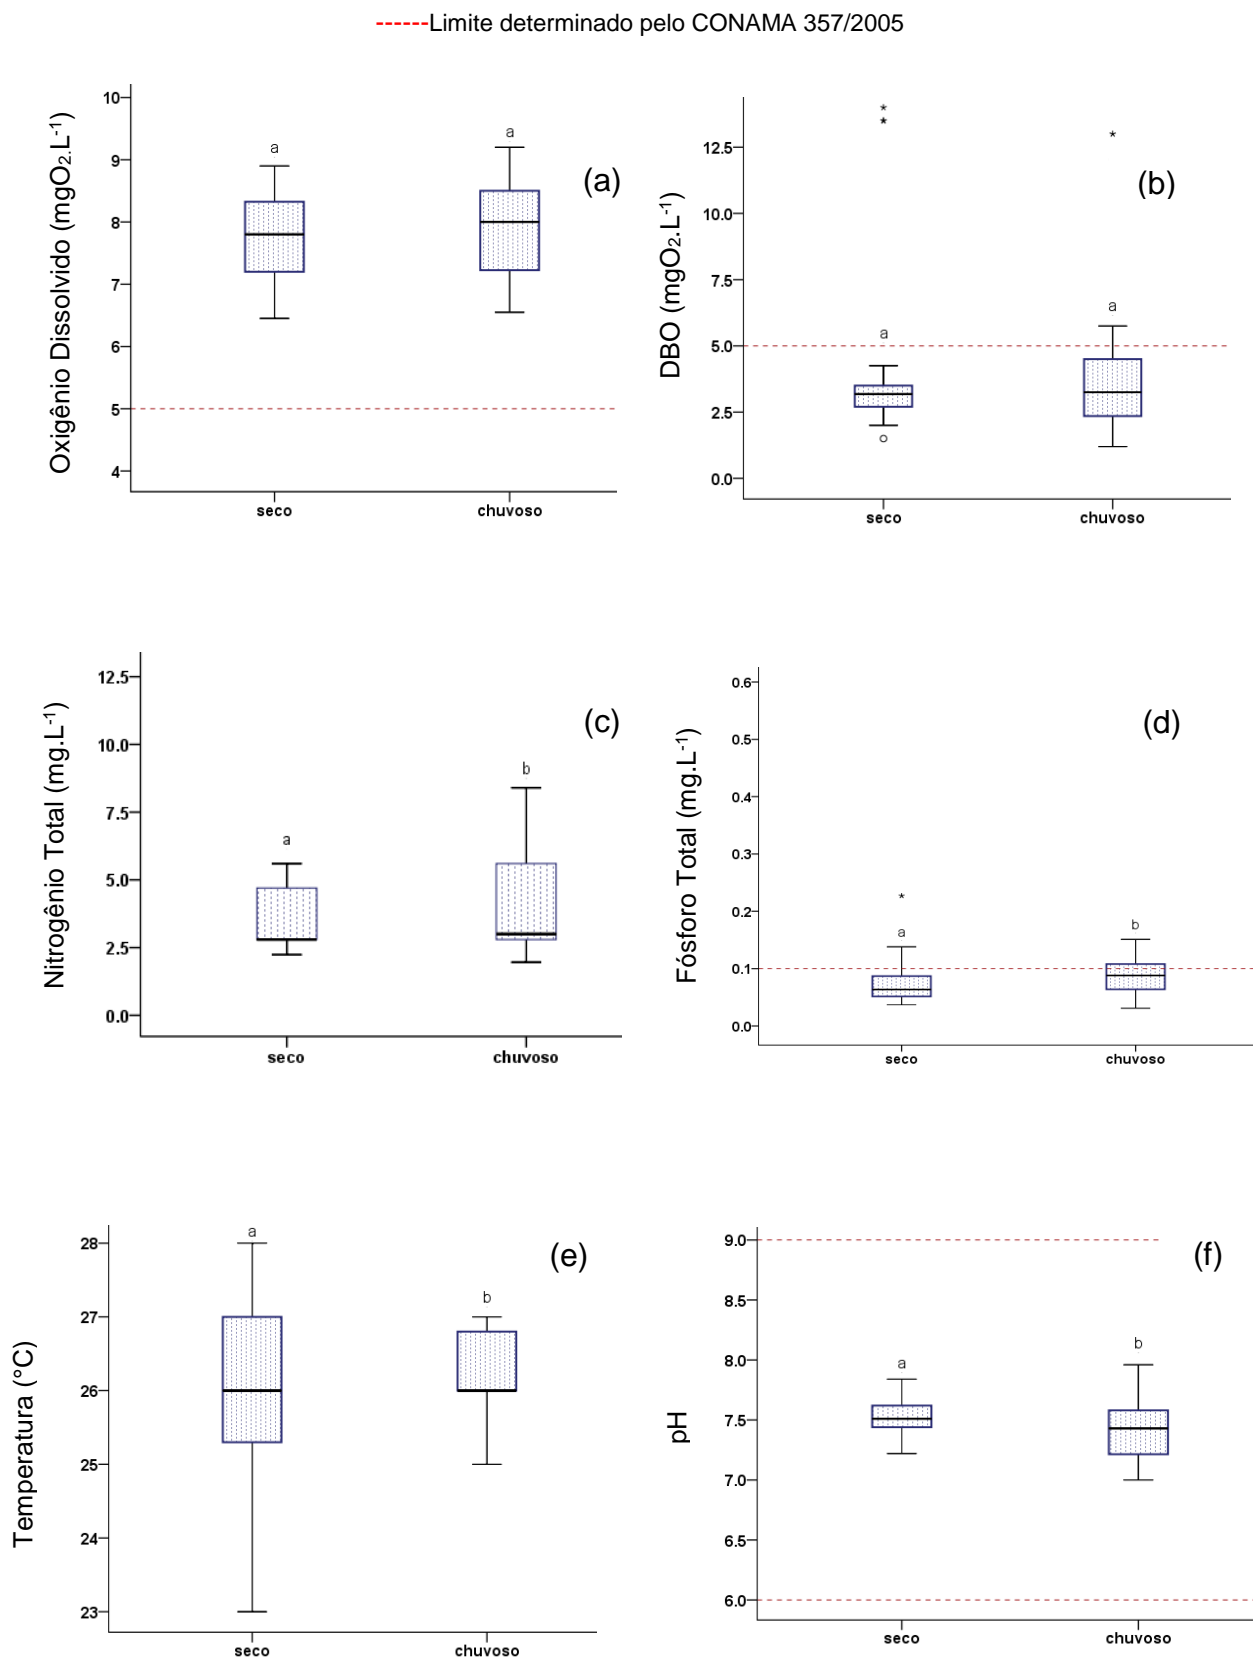 ------Limite determinado pelo CONAMA 357/2005
Oxigênio Dissolvido (mgO₂.L⁻¹)
10
9
8
7
6
5
4
a
a
(a)
seco chuvoso
DBO (mgO₂.L⁻¹)
12.5
10.0
7.5
5.0
2.5
0.0
*
*
*
a
a
o
(b)
seco chuvoso
Nitrogênio Total (mg.L⁻¹)
12.5
10.0
7.5
5.0
2.5
0.0
a
b
(c)
seco chuvoso
Fósforo Total (mg.L⁻¹)
0.6
0.5
0.4
0.3
0.2
0.1
0.0
*
a
b
(d)
seco chuvoso
Temperatura (°C)
28
27
26
25
24
23
a
b
(e)
seco chuvoso
pH
9.0
8.5
8.0
7.5
7.0
6.5
6.0
a
b
(f)
seco chuvoso